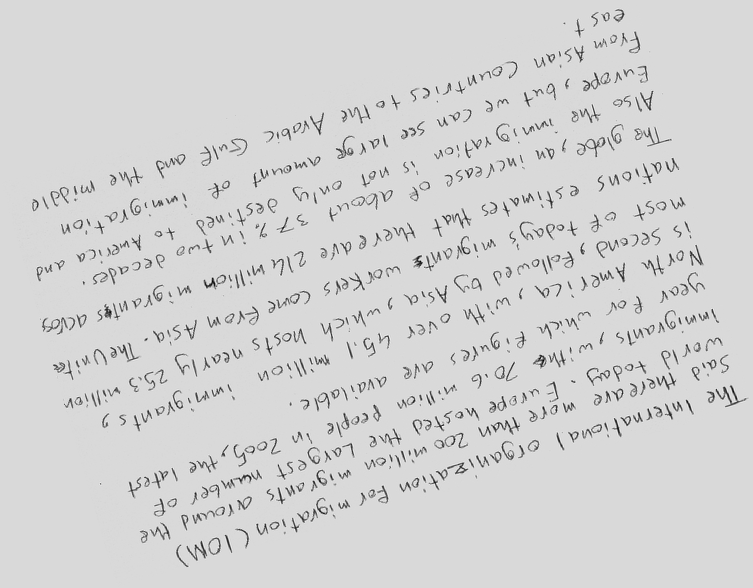 The International organization for migration (IOM)
said there are more than 200 million migrants around the
world today. Europe hosted the Largest number of
immigrants, with 70.6 million people in 2005, the latest
year for which figures are available.
North America, with over 45.1 million immigrants,
is second, followed by Asia, which hosts nearly 25.3 million
most of today's migrants workers come from Asia. The Unite
nations estimates that there are 214 million migrants across
The globe, an increase of about 37% in two decades.
Also the immigration is not only destined to America and
Europe, but we can see large amount of immigration
From Asian countries to the Arabic Gulf and the middle
east.